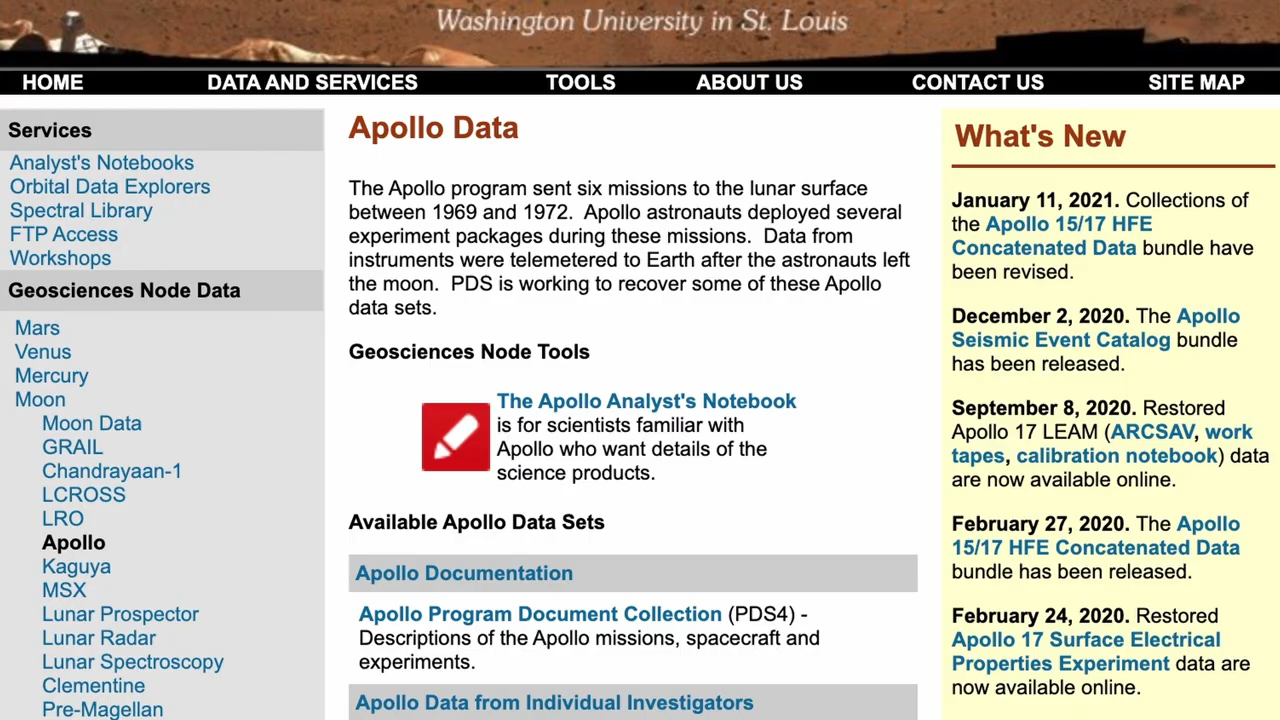 Washington University in St. Louis
HOME DATA AND SERVICES TOOLS ABOUT US CONTACT US SITE MAP
Services
Analyst's Notebooks
Orbital Data Explorers
Spectral Library
FTP Access
Workshops
Geosciences Node Data
Mars
Venus
Mercury
Moon
Moon Data
GRAIL
Chandrayaan-1
LCROSS
LRO
Apollo
Kaguya
MSX
Lunar Prospector
Lunar Radar
Lunar Spectroscopy
Clementine
Pre-Magellan
Apollo Data
The Apollo program sent six missions to the lunar surface
between 1969 and 1972. Apollo astronauts deployed several
experiment packages during these missions. Data from
instruments were telemetered to Earth after the astronauts left
the moon. PDS is working to recover some of these Apollo
data sets.
Geosciences Node Tools
The Apollo Analyst's Notebook
is for scientists familiar with
Apollo who want details of the
science products.
Available Apollo Data Sets
Apollo Documentation
Apollo Program Document Collection (PDS4) -
Descriptions of the Apollo missions, spacecraft and
experiments.
Apollo Data from Individual Investigators
What's New
January 11, 2021. Collections of
the Apollo 15/17 HFE
Concatenated Data bundle have
been revised.
December 2, 2020. The Apollo
Seismic Event Catalog bundle
has been released.
September 8, 2020. Restored
Apollo 17 LEAM (ARCSAV, work
tapes, calibration notebook) data
are now available online.
February 27, 2020. The Apollo
15/17 HFE Concatenated Data
bundle has been released.
February 24, 2020. Restored
Apollo 17 Surface Electrical
Properties Experiment data are
now available online.